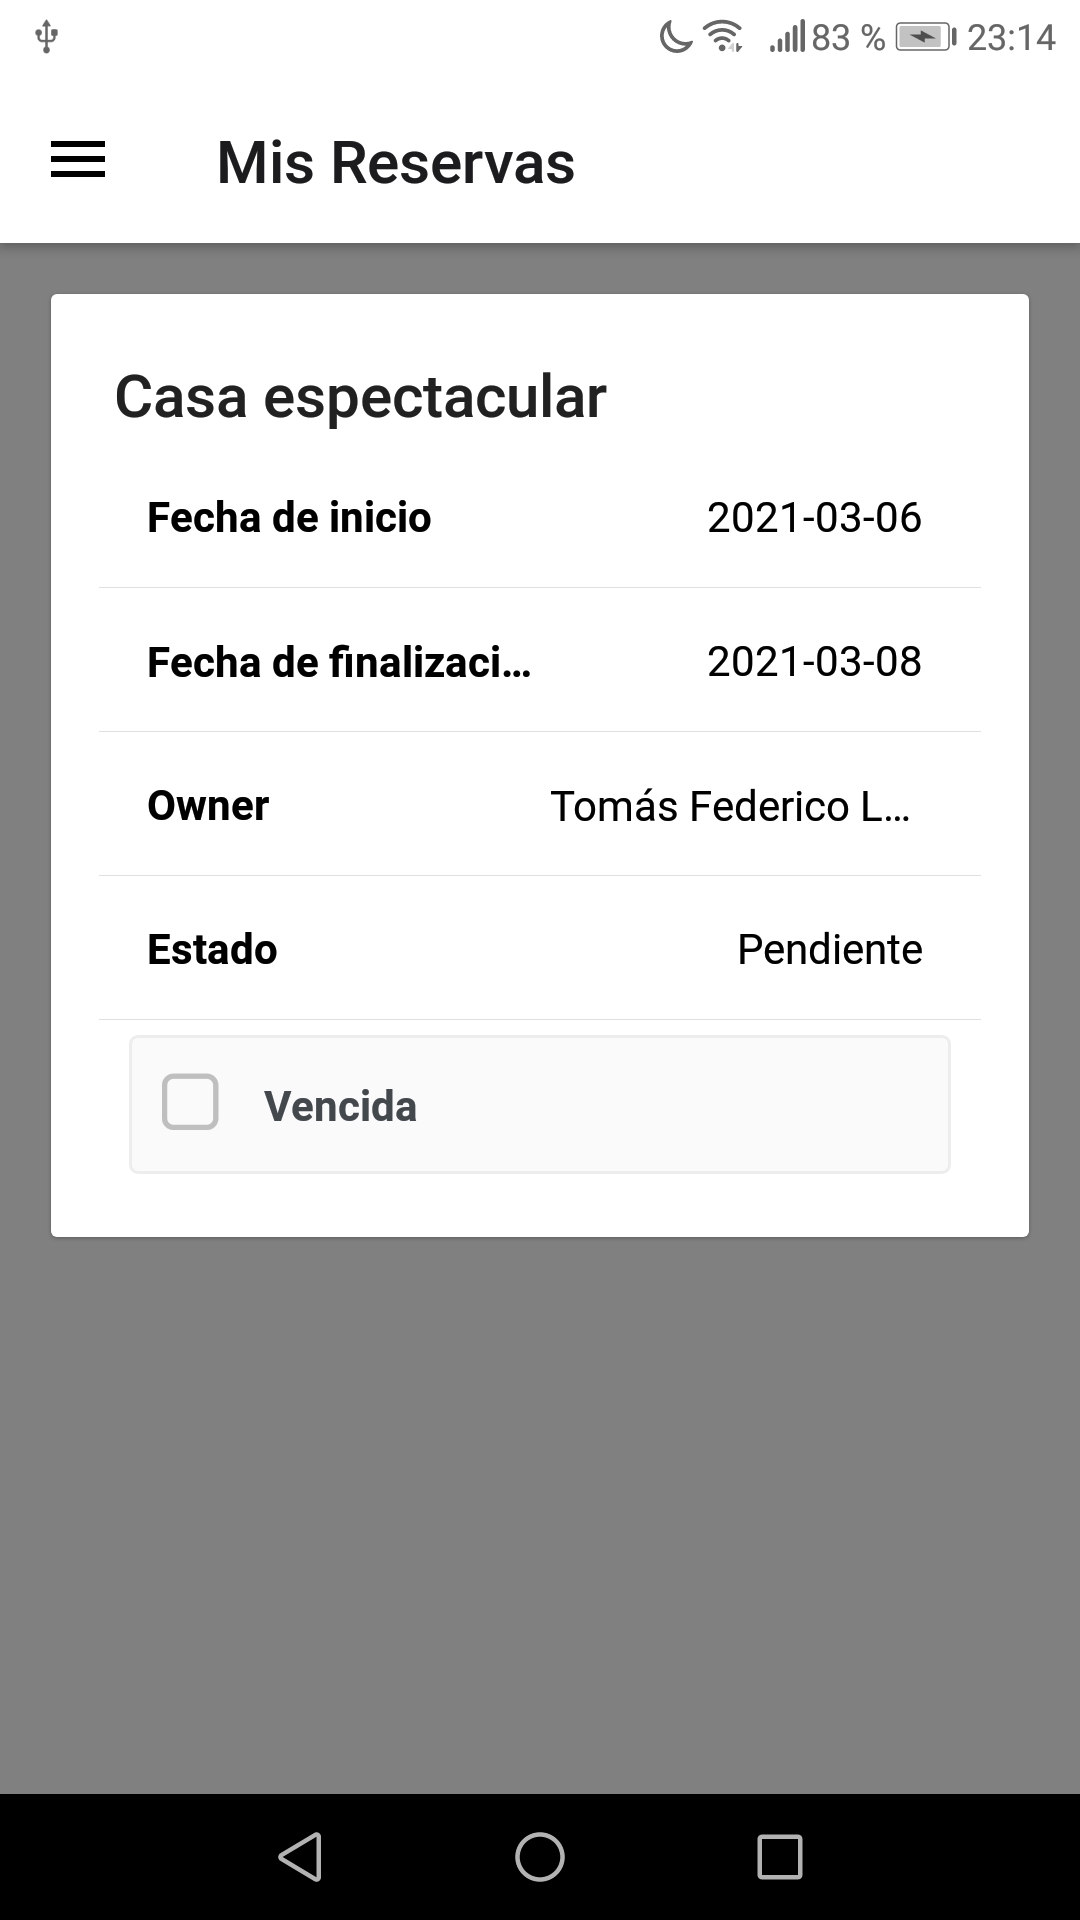 83 % 23:14
Mis Reservas
Casa espectacular
Fecha de inicio 2021-03-06
Fecha de finalizaci... 2021-03-08
Owner Tomás Federico L...
Estado Pendiente
Vencida